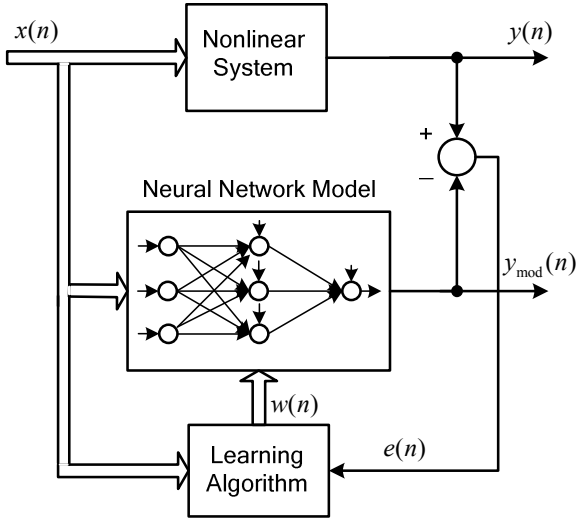 x(n)
Nonlinear
System
y(n)
+
−
Neural Network Model
y_mod(n)
w(n)
Learning
Algorithm
e(n)